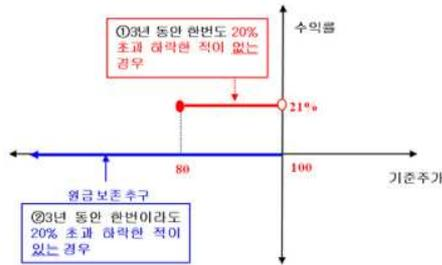 수익률
①3년 동안 한번도 20%
초과 하락한 적이 없는
경우
21%
80
100
기준주가
원금 보존 추구
②3년 동안 한번이라도
20% 초과 하락한 적이
있는 경우